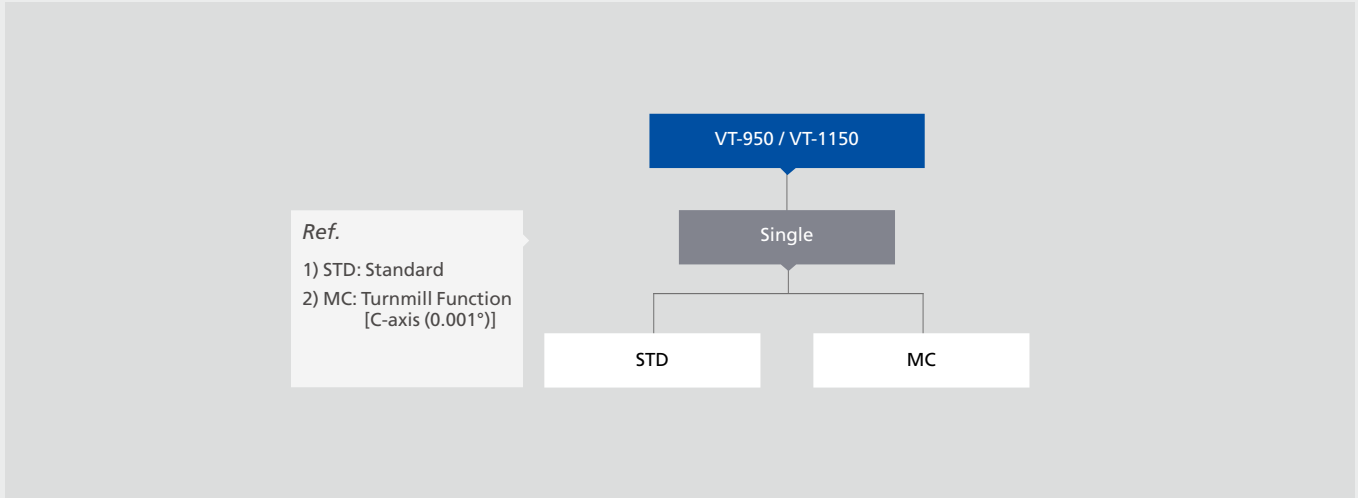 VT-950 / VT-1150
Single
Ref.
1) STD: Standard
2) MC: Turnmill Function
[C-axis (0.001°)]
STD
MC